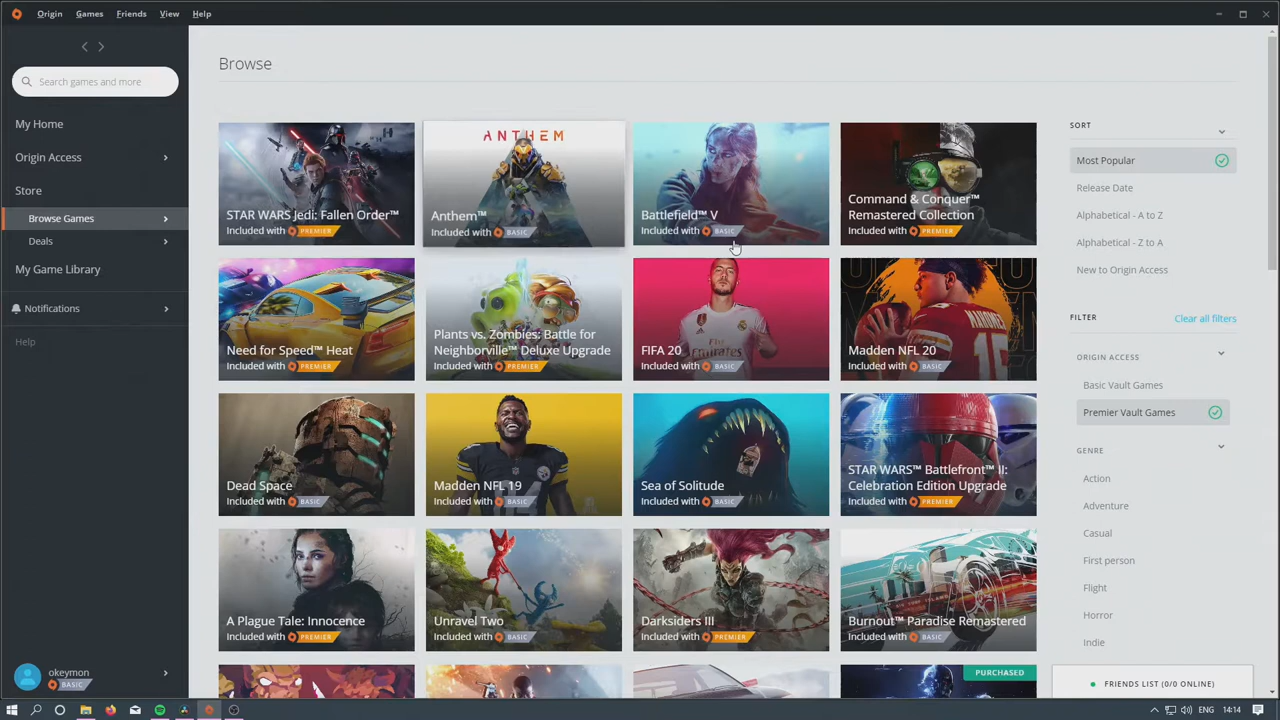 Origin Games Friends View Help
Search games and more
My Home
Origin Access
Store
Browse Games
Deals
My Game Library
Notifications
Help
okeymon
BASIC
Browse
STAR WARS Jedi: Fallen Order™
Included with PREMIER
ANTHEM
Anthem™
Included with BASIC
Battlefield™ V
Included with BASIC
Command & Conquer™
Remastered Collection
Included with PREMIER
Need for Speed™ Heat
Included with PREMIER
Plants vs. Zombies: Battle for
Neighborville™ Deluxe Upgrade
Included with PREMIER
Fly Emirates
FIFA 20
Included with BASIC
MAHOMES
Madden NFL 20
Included with BASIC
Dead Space
Included with BASIC
Madden NFL 19
Included with BASIC
Sea of Solitude
Included with BASIC
STAR WARS™ Battlefront™ II:
Celebration Edition Upgrade
Included with PREMIER
A Plague Tale: Innocence
Included with PREMIER
Unravel Two
Included with BASIC
Darksiders III
Included with PREMIER
Burnout™ Paradise Remastered
Included with BASIC
PURCHASED
SORT
Most Popular
Release Date
Alphabetical - A to Z
Alphabetical - Z to A
New to Origin Access
FILTER Clear all filters
ORIGIN ACCESS
Basic Vault Games
Premier Vault Games
GENRE
Action
Adventure
Casual
First person
Flight
Horror
Indie
FRIENDS LIST (0/0 ONLINE)
ENG 14:14